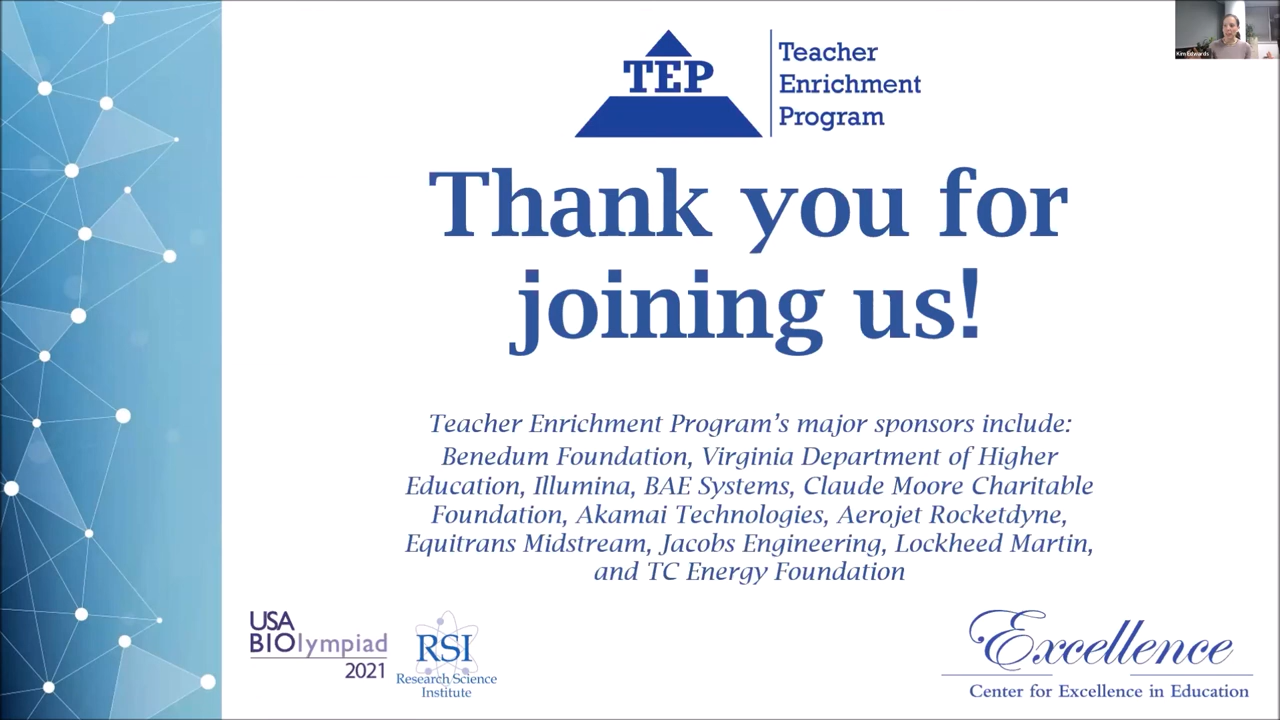 Kim Edwards
TEP
Teacher
Enrichment
Program
Thank you for
joining us!
Teacher Enrichment Program’s major sponsors include:
Benedum Foundation, Virginia Department of Higher
Education, Illumina, BAE Systems, Claude Moore Charitable
Foundation, Akamai Technologies, Aerojet Rocketdyne,
Equitrans Midstream, Jacobs Engineering, Lockheed Martin,
and TC Energy Foundation
USA
BIOlympiad
2021
RSI
Research Science
Institute
Excellence
Center for Excellence in Education